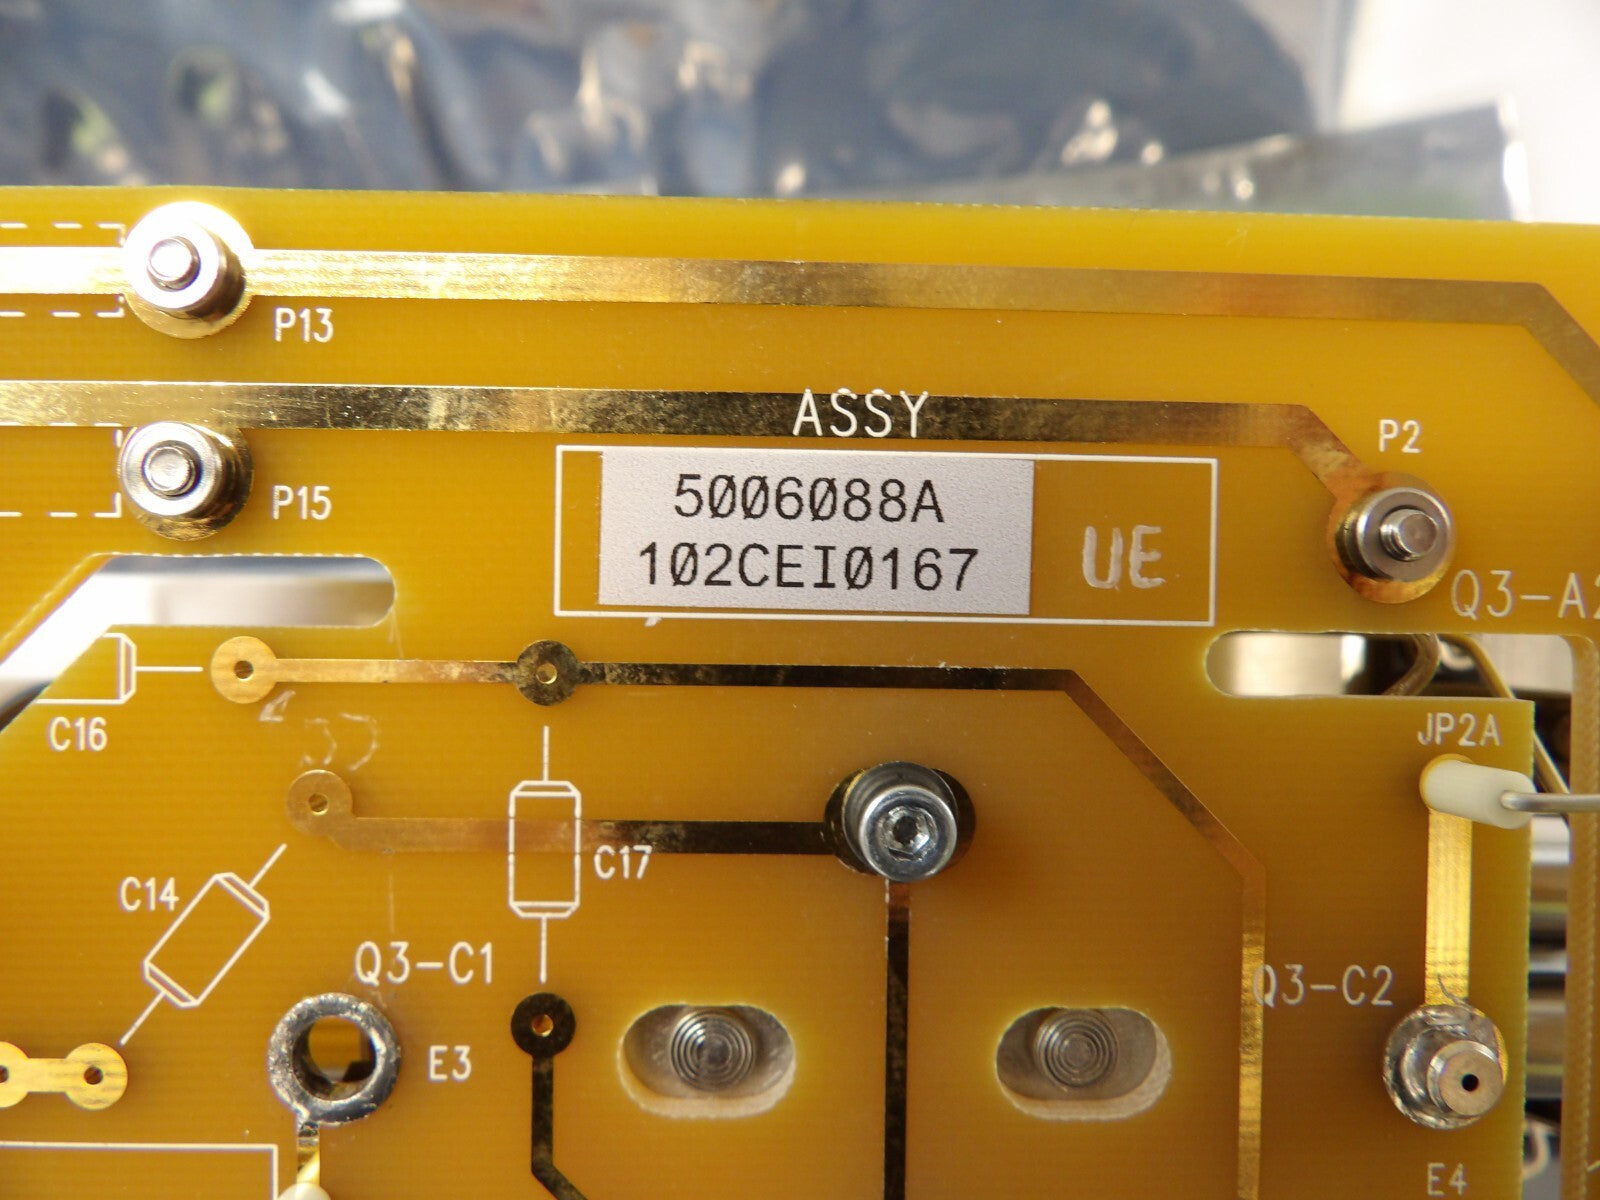 P13
ASSY
P2
P15
5006088A
102CEI0167
UE
Q3-A2
C16
JP2A
C17
C14
Q3-C1
Q3-C2
E3
E4